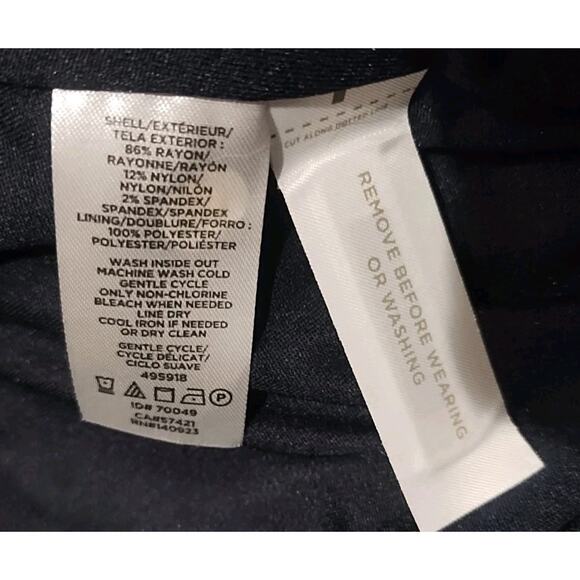 SHELL/EXTÉRIEUR/
TELA EXTERIOR :
86% RAYON/
RAYONNE/RAYÓN
12% NYLON/
NYLON/NILÓN
2% SPANDEX/
SPANDEX/SPANDEX
LINING/DOUBLURE/FORRO :
100% POLYESTER/
POLYESTER/POLIÉSTER
WASH INSIDE OUT
MACHINE WASH COLD
GENTLE CYCLE
ONLY NON-CHLORINE
BLEACH WHEN NEEDED
LINE DRY
COOL IRON IF NEEDED
OR DRY CLEAN
GENTLE CYCLE/
CYCLE DÉLICAT/
CICLO SUAVE
495918
P
ID# 70049
CA#57421
RN#140923
CUT ALONG DOTTED LINE
REMOVE BEFORE WEARING
OR WASHING